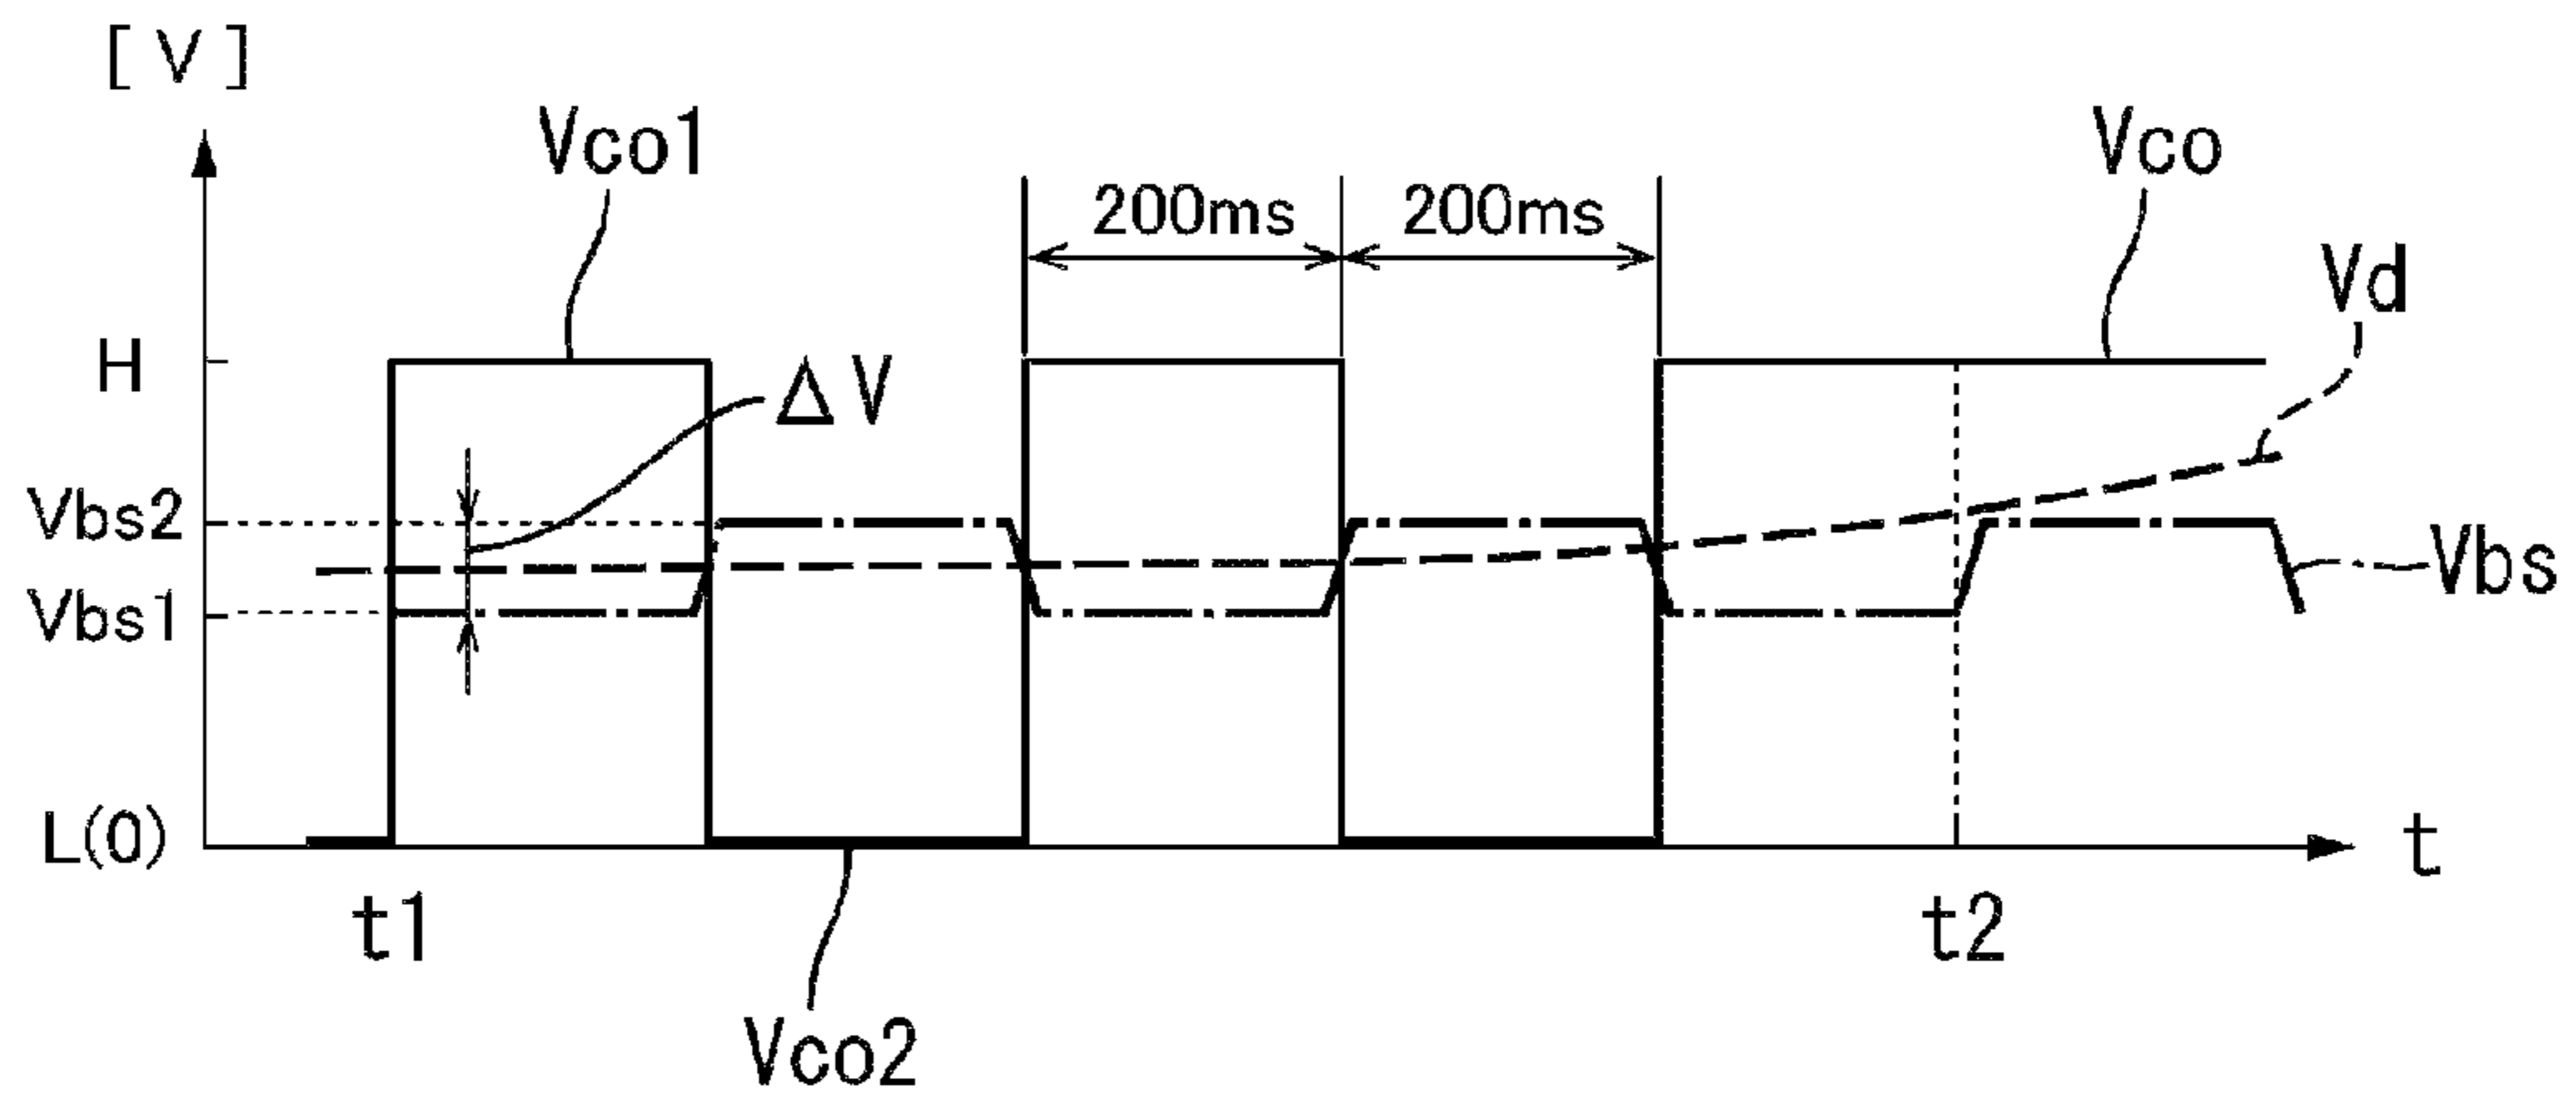 [ V ]
Vco1
Vco
200ms 200ms
Vd
H
ΔV
Vbs2
Vbs
Vbs1
L(0)
t
t1
t2
Vco2